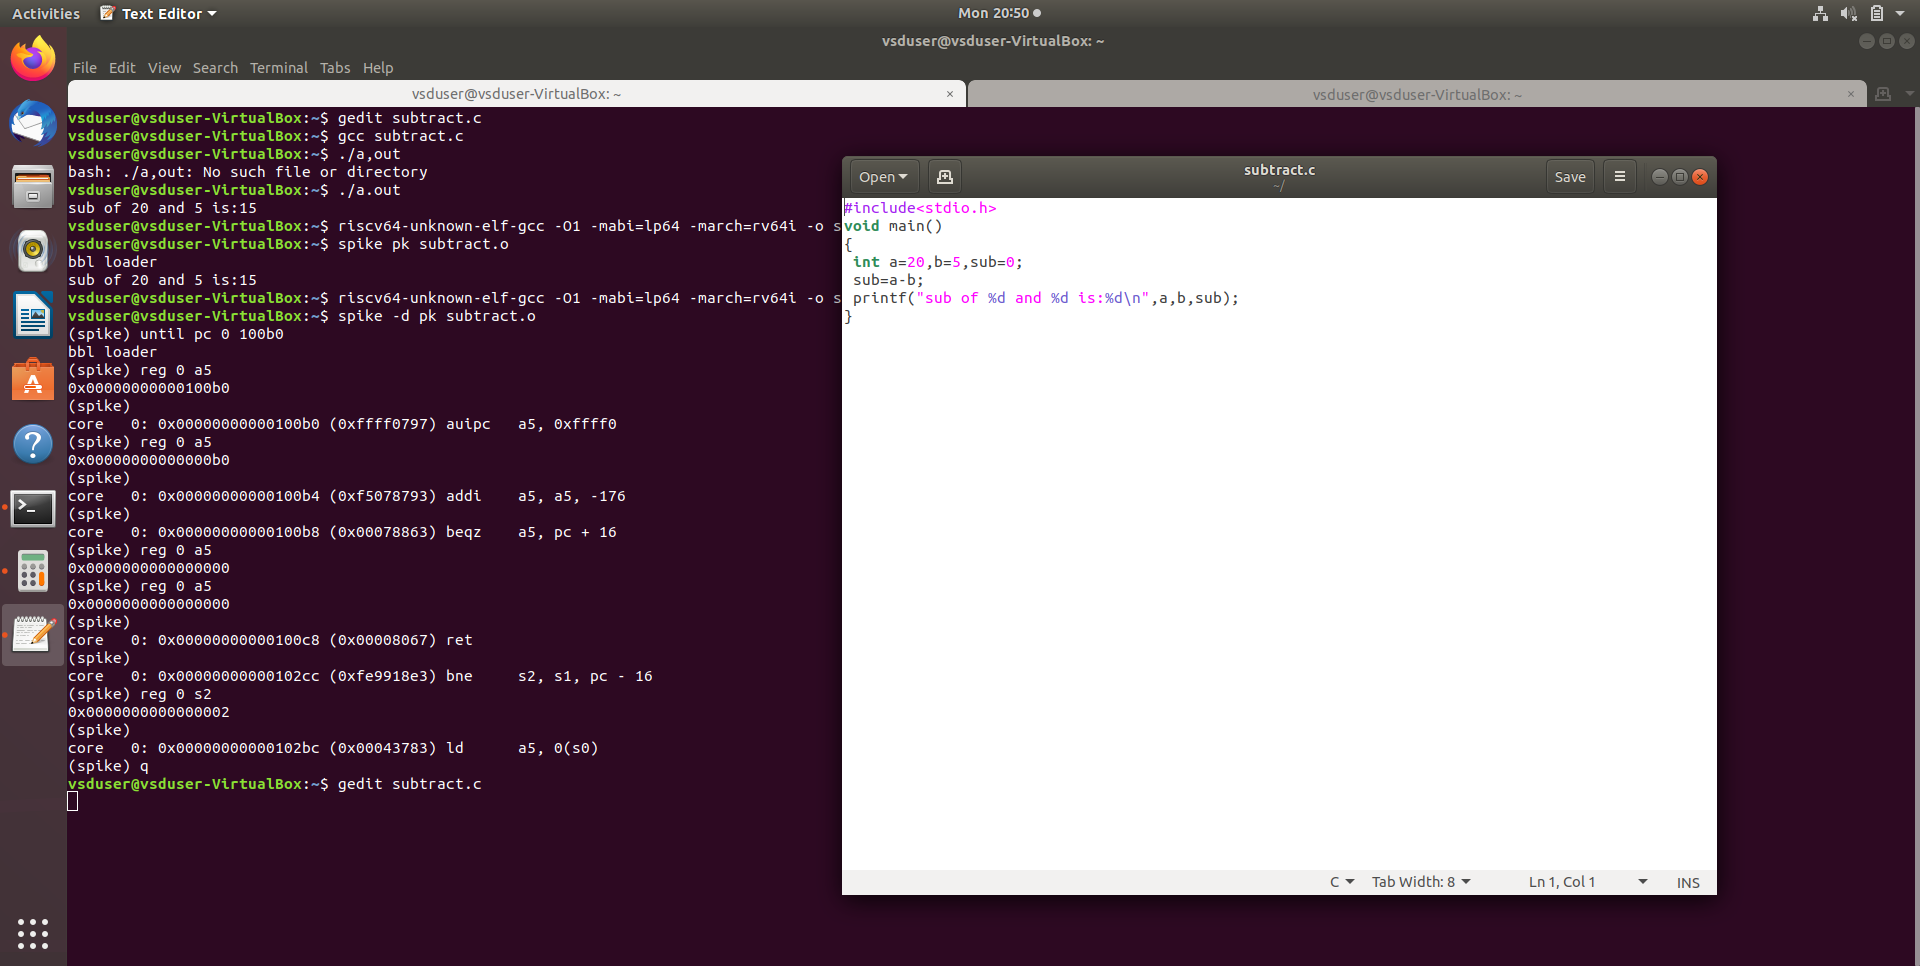 Activities Text Editor Mon 20:50
vsduser@vsduser-VirtualBox: ~
File Edit View Search Terminal Tabs Help
vsduser@vsduser-VirtualBox: ~ × vsduser@vsduser-VirtualBox: ~ ×
vsduser@vsduser-VirtualBox:~$ gedit subtract.c
vsduser@vsduser-VirtualBox:~$ gcc subtract.c
vsduser@vsduser-VirtualBox:~$ ./a,out
bash: ./a,out: No such file or directory
vsduser@vsduser-VirtualBox:~$ ./a.out
sub of 20 and 5 is:15
vsduser@vsduser-VirtualBox:~$ riscv64-unknown-elf-gcc -O1 -mabi=lp64 -march=rv64i -o s
vsduser@vsduser-VirtualBox:~$ spike pk subtract.o
bbl loader
sub of 20 and 5 is:15
vsduser@vsduser-VirtualBox:~$ riscv64-unknown-elf-gcc -O1 -mabi=lp64 -march=rv64i -o s
vsduser@vsduser-VirtualBox:~$ spike -d pk subtract.o
(spike) until pc 0 100b0
bbl loader
(spike) reg 0 a5
0x00000000000100b0
(spike)
core   0: 0x00000000000100b0 (0xffff0797) auipc   a5, 0xffff0
(spike) reg 0 a5
0x00000000000000b0
(spike)
core   0: 0x00000000000100b4 (0xf5078793) addi    a5, a5, -176
(spike)
core   0: 0x00000000000100b8 (0x00078863) beqz    a5, pc + 16
(spike) reg 0 a5
0x0000000000000000
(spike) reg 0 a5
0x0000000000000000
(spike)
core   0: 0x00000000000100c8 (0x00008067) ret
(spike)
core   0: 0x00000000000102cc (0xfe9918e3) bne     s2, s1, pc - 16
(spike) reg 0 s2
0x0000000000000002
(spike)
core   0: 0x00000000000102bc (0x00043783) ld      a5, 0(s0)
(spike) q
vsduser@vsduser-VirtualBox:~$ gedit subtract.c
Open subtract.c Save
~/
#include<stdio.h>
void main()
{
 int a=20,b=5,sub=0;
 sub=a-b;
 printf("sub of %d and %d is:%d\n",a,b,sub);
}
C Tab Width: 8 Ln 1, Col 1 INS